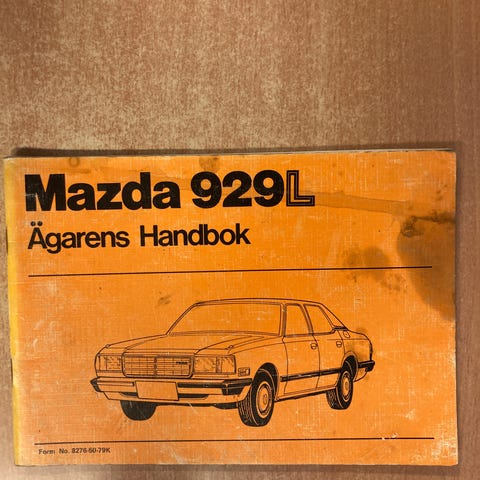 Mazda 929L
Ägarens Handbok
Form No. 8276-50-79K